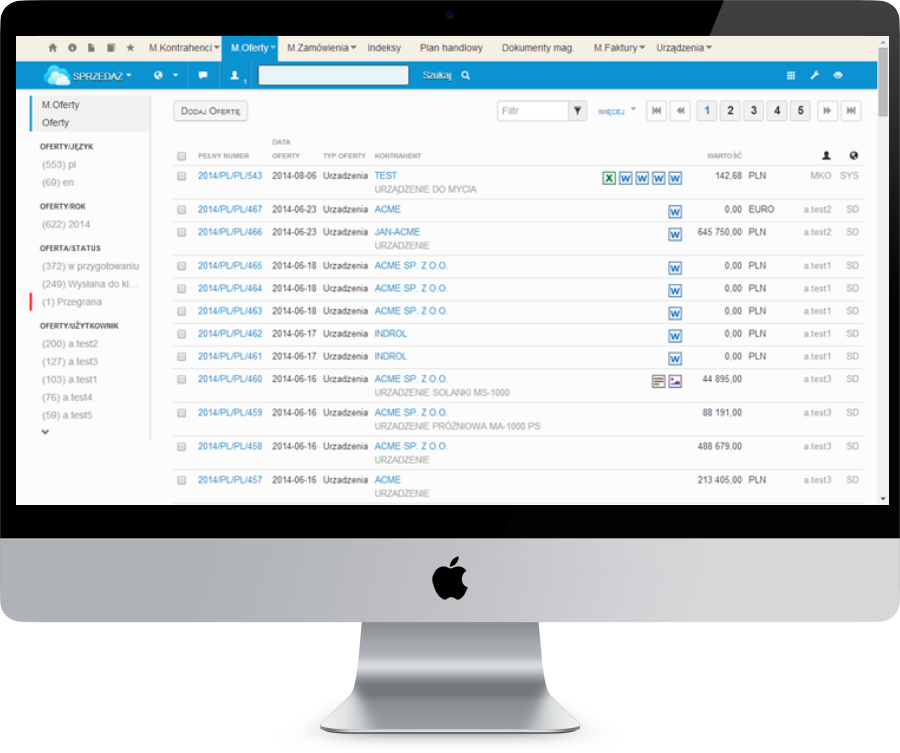 M.Kontrahenci M.Oferty M.Zamówienia Indeksy Plan handlowy Dokumenty mag. M.Faktury Urządzenia
SPRZEDAŻ 1 Szukaj
M.Oferty
Oferty
OFERTY/JĘZYK
(553) pl
(69) en
OFERTY/ROK
(622) 2014
OFERTA/STATUS
(372) w przygotowaniu
(249) Wysłana do kl...
(1) Przegrana
OFERTY/UŻYTKOWNIK
(200) a.test2
(127) a.test3
(103) a.test1
(76) a.test4
(59) a.test5
DODAJ OFERTĘ Filtr WIĘCEJ 1 2 3 4 5
PEŁNY NUMER DATA OFERTY TYP OFERTY KONTRAHENT WARTOŚĆ
2014/PL/PL/543 2014-08-06 Urzadzenia TEST 142,68 PLN MKO SYS
URZĄDZENIE DO MYCIA
2014/PL/PL/467 2014-06-23 Urzadzenia ACME 0,00 EURO a.test2 SD
2014/PL/PL/466 2014-06-23 Urzadzenia JAN-ACME 645 750,00 PLN a.test2 SD
URZADZENIE
2014/PL/PL/465 2014-06-18 Urzadzenia ACME SP. Z O.O. 0,00 PLN a.test1 SD
2014/PL/PL/464 2014-06-18 Urzadzenia ACME SP. Z O.O. 0,00 PLN a.test1 SD
2014/PL/PL/463 2014-06-18 Urzadzenia ACME SP. Z O.O. 0,00 PLN a.test1 SD
2014/PL/PL/462 2014-06-17 Urzadzenia INDROL 0,00 PLN a.test1 SD
2014/PL/PL/461 2014-06-17 Urzadzenia INDROL 0,00 PLN a.test1 SD
2014/PL/PL/460 2014-06-16 Urzadzenia ACME SP. Z O.O. 44 895,00 a.test3 SD
URZADZENIE SOLANKI MS-1000
2014/PL/PL/459 2014-06-16 Urzadzenia ACME SP. Z O.O. 88 191,00 a.test3 SD
URZADZENIE PRÓŻNIOWA MA-1000 PS
2014/PL/PL/458 2014-06-16 Urzadzenia ACME SP. Z O.O. 488 679,00 a.test3 SD
URZADZENIE
2014/PL/PL/457 2014-06-16 Urzadzenia ACME 213 405,00 PLN a.test3 SD
URZADZENIE